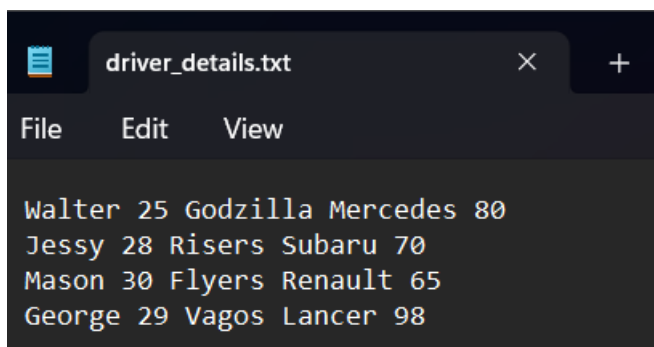 driver_details.txt
File Edit View
Walter 25 Godzilla Mercedes 80
Jessy 28 Risers Subaru 70
Mason 30 Flyers Renault 65
George 29 Vagos Lancer 98